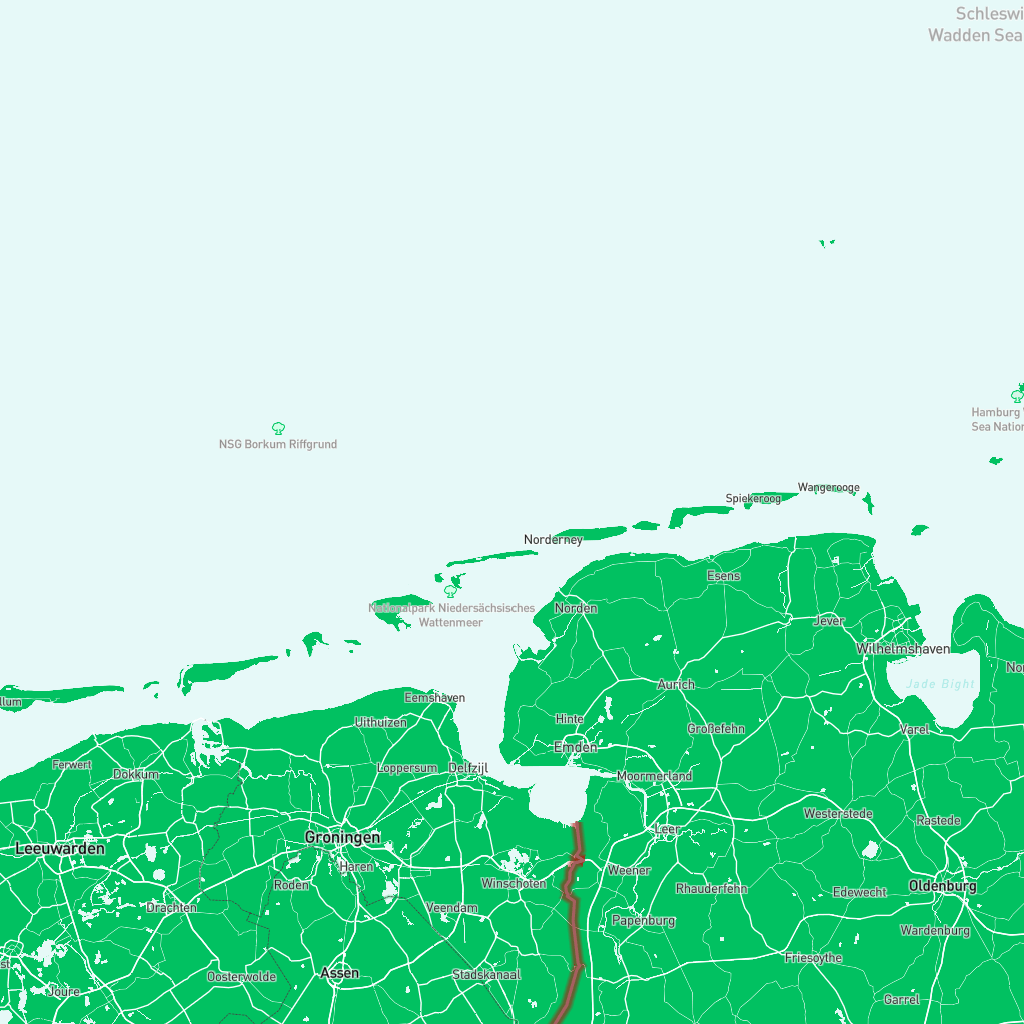 Schleswi
Wadden Sea
NSG Borkum Riffgrund
Hamburg
Sea Nation
Wangerooge
Spiekeroog
Norderney
Esens
Nationalpark Niedersächsisches
Wattenmeer
Norden
Jever
Wilhelmshaven
Nor
Jade Bight
Aurich
llum
Eemshaven
Uithuizen
Hinte
Großefehn
Varel
Emden
Ferwert
Dokkum
Loppersum
Delfzijl
Moormerland
Westerstede
Rastede
Leer
Groningen
Leeuwarden
Haren
Weener
Roden
Winschoten
Rhauderfehn
Edewecht
Oldenburg
Drachten
Veendam
Papenburg
Wardenburg
st
Friesoythe
Assen
Oosterwolde
Stadskanaal
Joure
Garrel